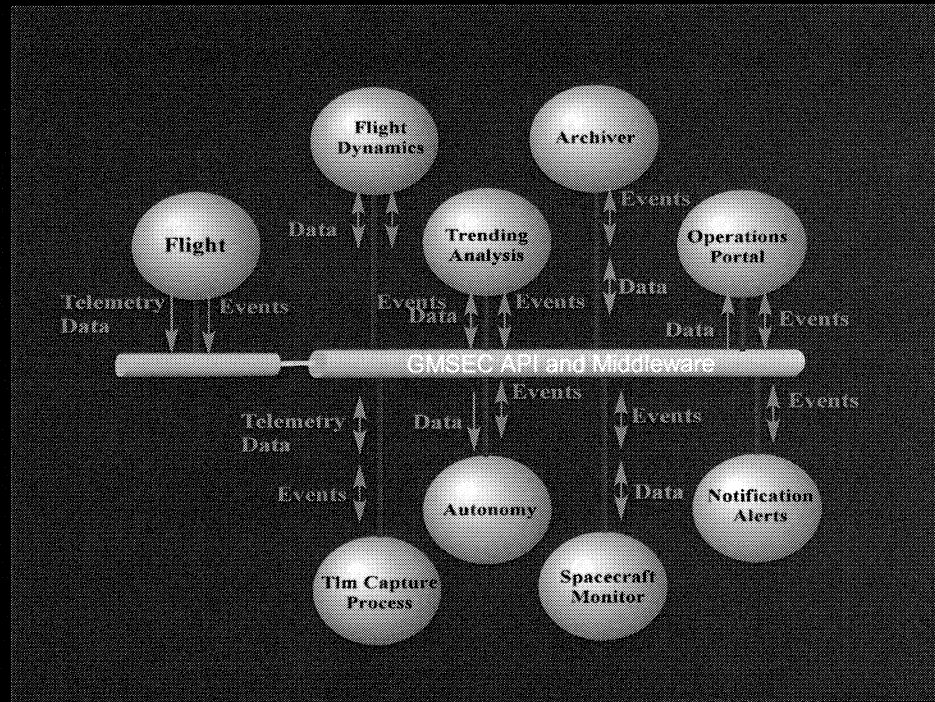 Flight
Dynamics
Archiver
Flight
Data
Trending
Analysis
Events
Operations
Portal
Telemetry
Data
Events
Events
Data
Events
Data
Data
Events
GMSEC API and Middleware
Telemetry
Data
Data
Events
Events
Events
Events
Autonomy
Data
Notification
Alerts
Tlm Capture
Process
Spacecraft
Monitor